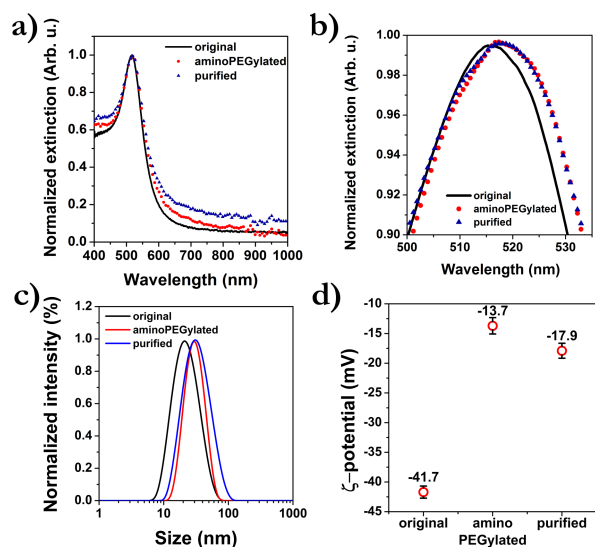 a)
Normalized extinction (Arb. u.)
1.0
0.8
0.6
0.4
0.2
0.0
original
aminoPEGylated
purified
400 500 600 700 800 900 1000
Wavelength (nm)
b)
Normalized extinction (Arb. u.)
1.00
0.98
0.96
0.94
0.92
0.90
original
aminoPEGylated
purified
500 510 520 530
Wavelength (nm)
c)
Normalized intensity (%)
1.2
1.0
0.8
0.6
0.4
0.2
0.0
original
aminoPEGylated
purified
1 10 100 1000
Size (nm)
d)
ζ-potential (mV)
-10
-15
-20
-25
-30
-35
-40
-45
-41.7
-13.7
-17.9
original amino purified
PEGylated